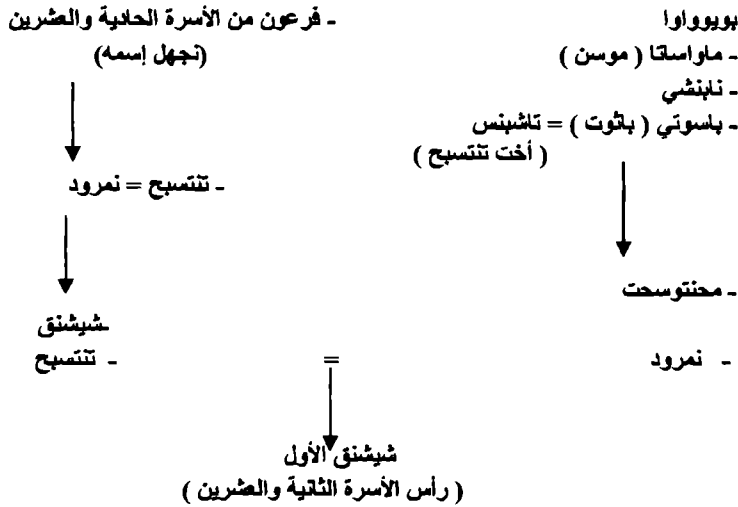 بويوواوا
- ماواساتا ( موسن )
- نابنشي
- باسوتي ( باثوت ) = تاشبنس
( أخت تنتسبح )
- محنتوسحت
- نمرود
- فرعون من الأسرة الحادية والعشرين
(نجهل إسمه)
- تنتسبح = نمرود
-شيشنق
- تنتسبح
=
شيشنق الأول
( رأس الأسرة الثانية والعشرين )